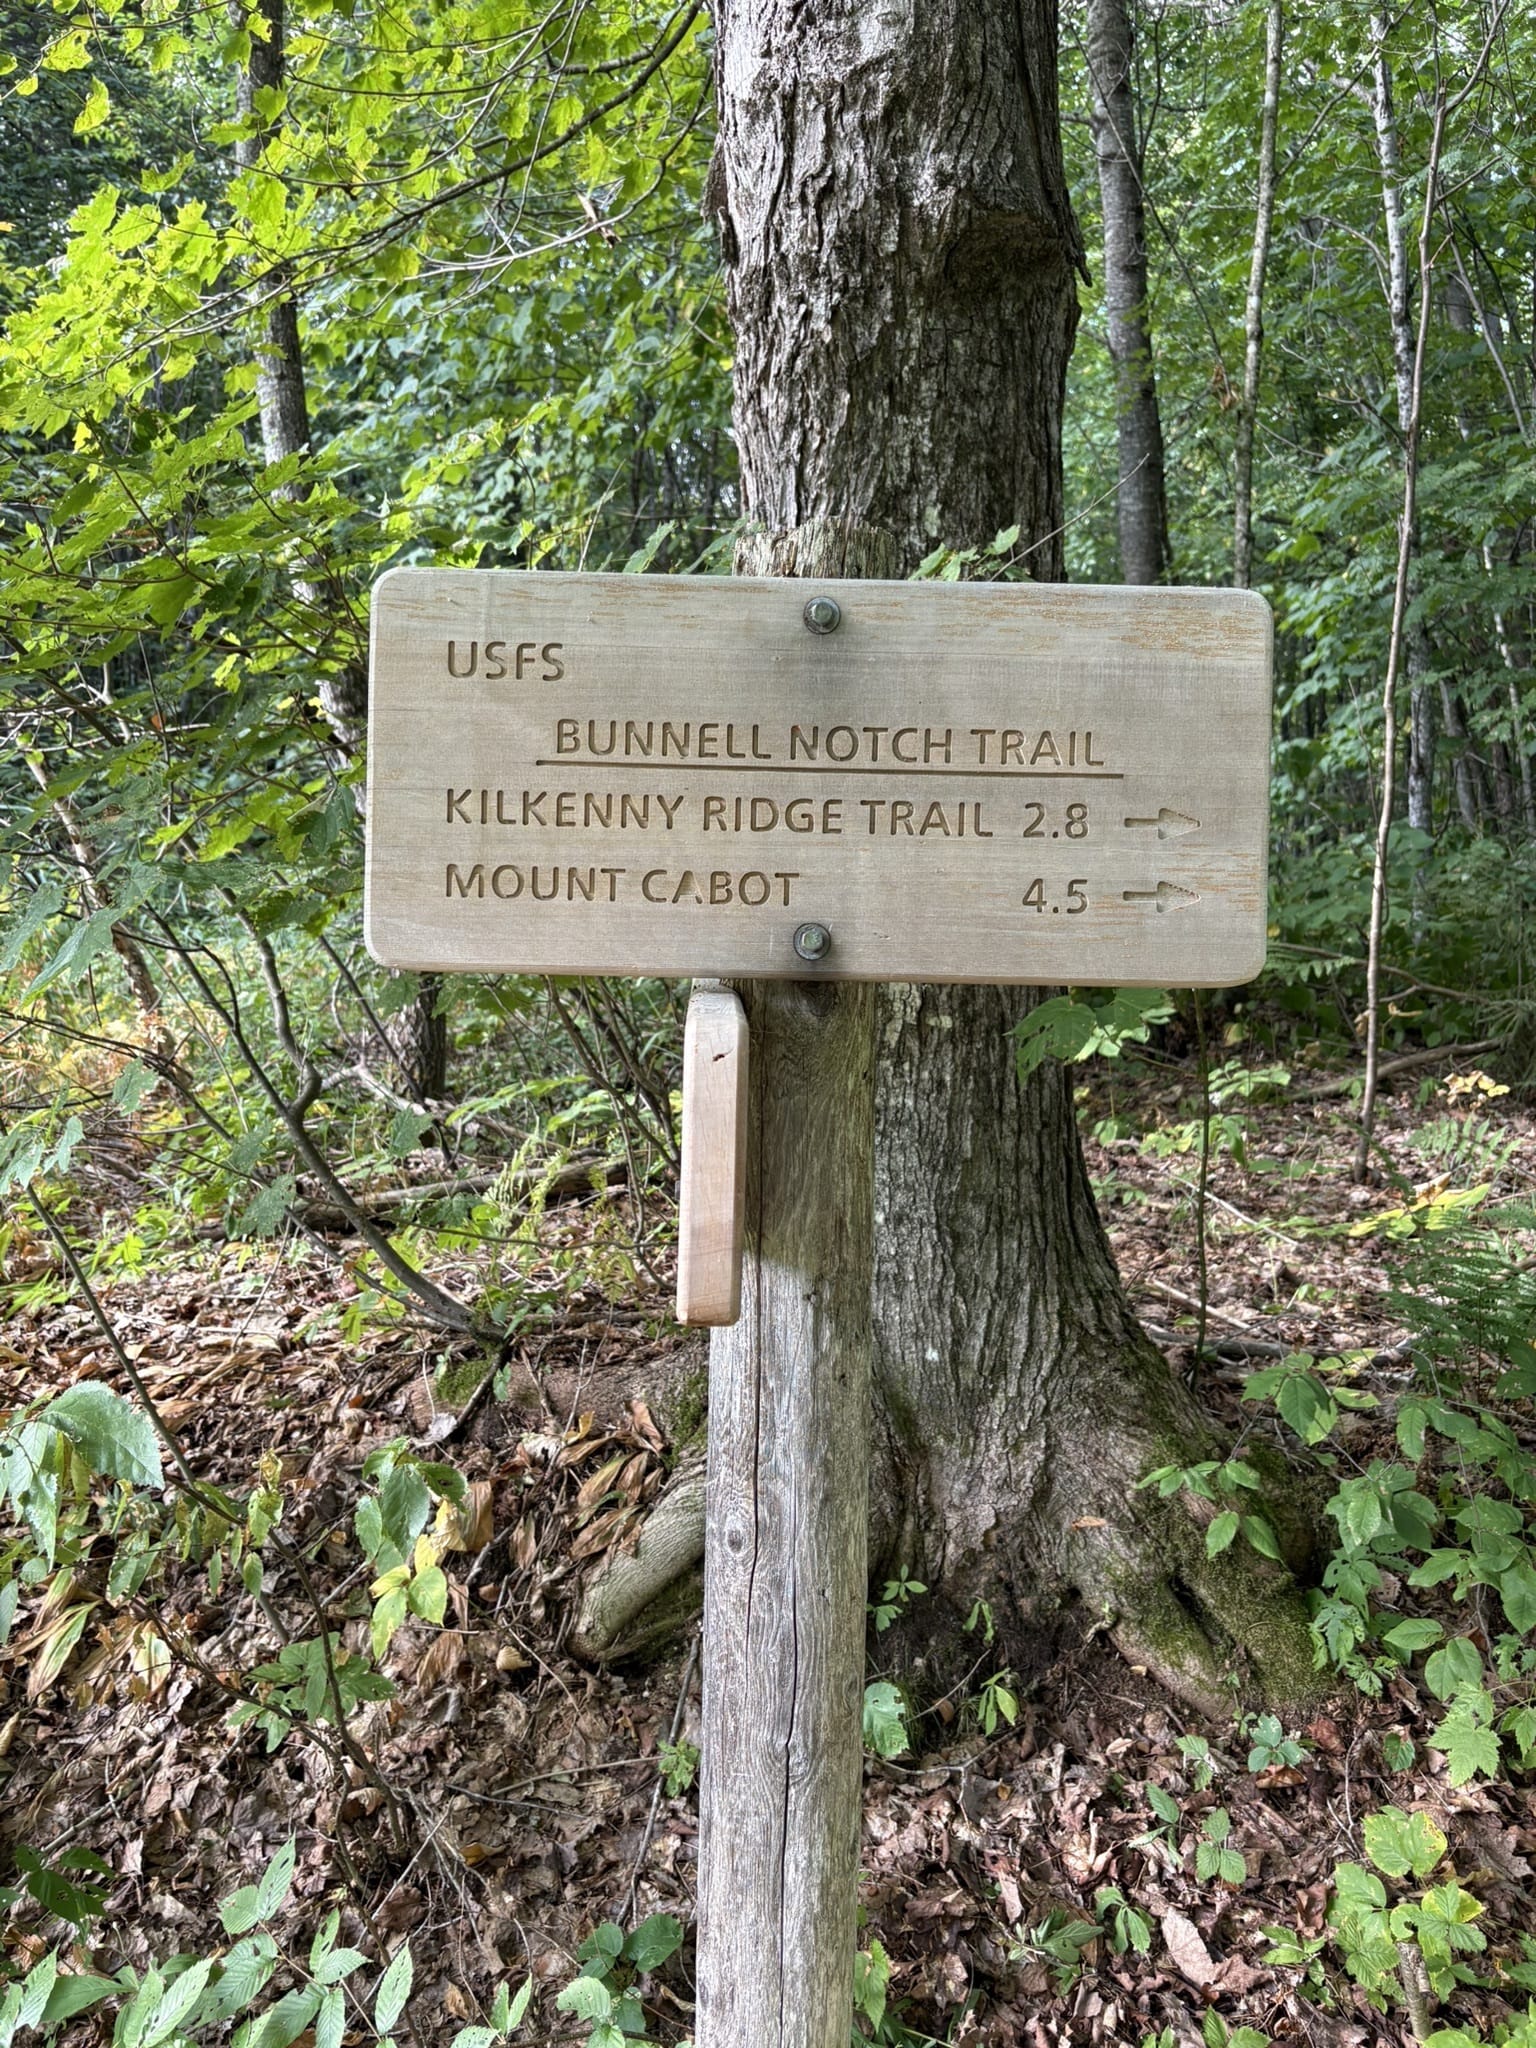 USFS
BUNNELL NOTCH TRAIL
KILKENNY RIDGE TRAIL 2.8 →
MOUNT CABOT 4.5 →